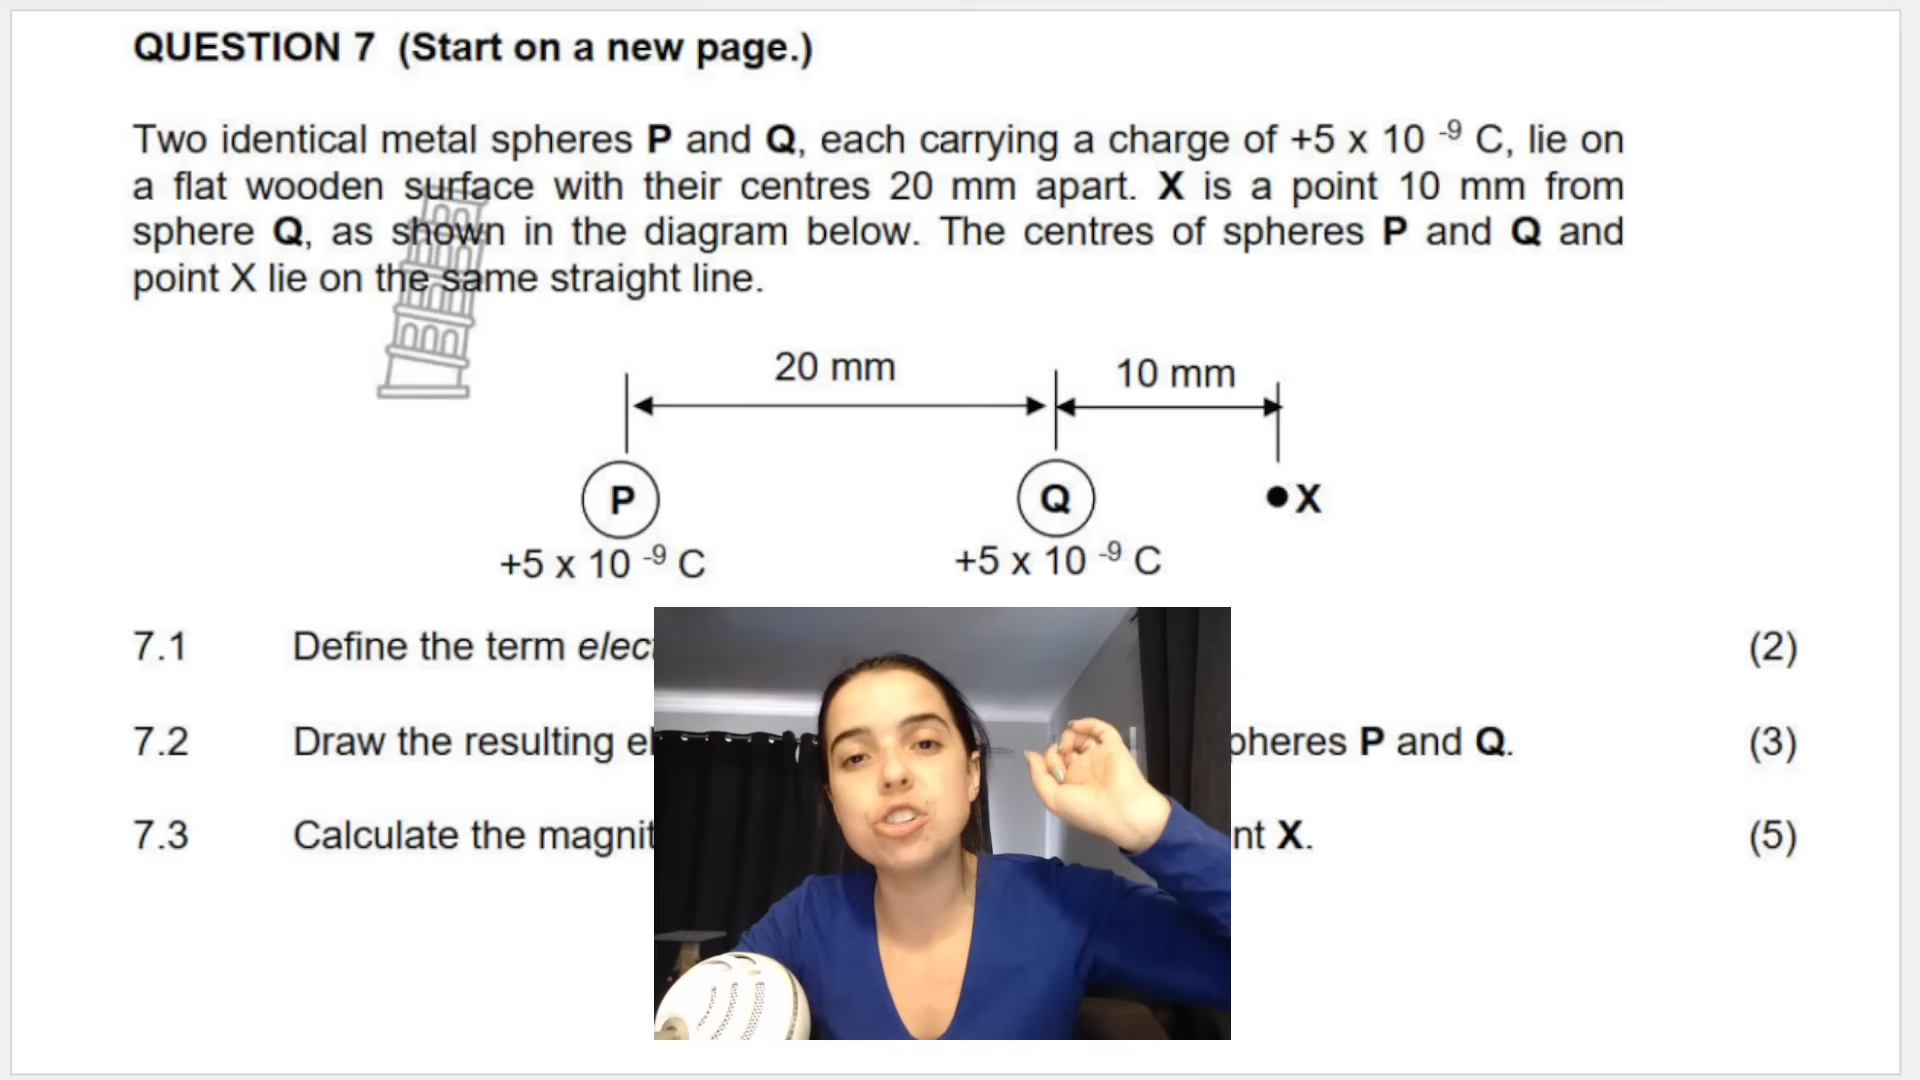 QUESTION 7 (Start on a new page.)
Two identical metal spheres P and Q, each carrying a charge of +5 x 10 -9 C, lie on
a flat wooden surface with their centres 20 mm apart. X is a point 10 mm from
sphere Q, as shown in the diagram below. The centres of spheres P and Q and
point X lie on the same straight line.
20 mm
10 mm
P
Q
X
+5 x 10 -9 C
+5 x 10 -9 C
7.1 Define the term elec (2)
7.2 Draw the resulting el pheres P and Q. (3)
7.3 Calculate the magnit nt X. (5)